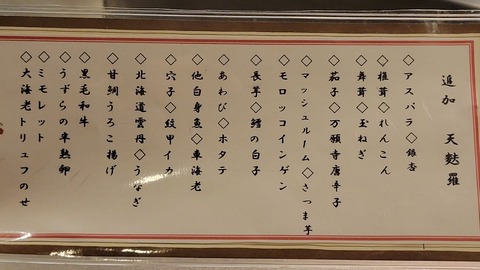 追加 天麩羅
◇アスパラ◇銀杏
◇椎茸◇れんこん
◇舞茸◇玉ねぎ
◇茄子◇万願寺唐辛子
◇マッシュルーム◇さつま芋
◇モロッコインゲン
◇長芋◇鱈の白子
◇あわび◇ホタテ
◇他白身魚◇車海老
◇穴子◇紋甲イカ
◇北海道雲丹◇うなぎ
◇甘鯛うろこ揚げ
◇黒毛和牛
◇うずらの半熟卵
◇ミモレット
◇大海老トリュフのせ